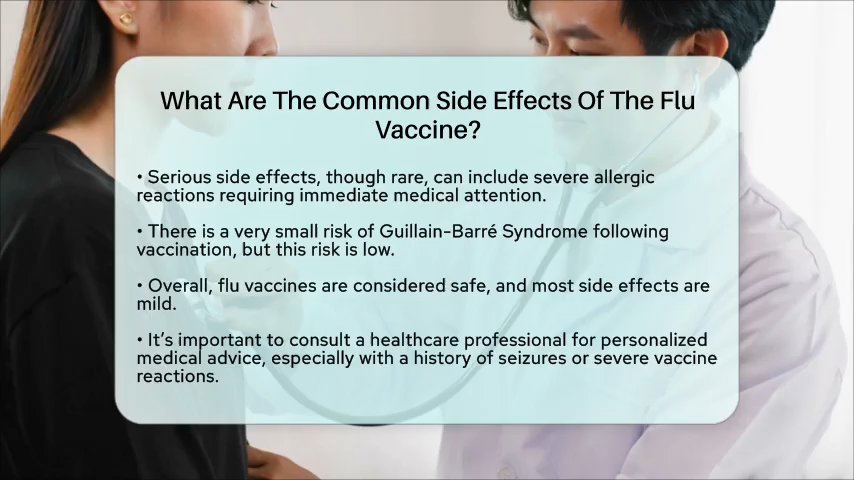 What Are The Common Side Effects Of The Flu
Vaccine?
• Serious side effects, though rare, can include severe allergic
reactions requiring immediate medical attention.
• There is a very small risk of Guillain-Barré Syndrome following
vaccination, but this risk is low.
• Overall, flu vaccines are considered safe, and most side effects are
mild.
• It’s important to consult a healthcare professional for personalized
medical advice, especially with a history of seizures or severe vaccine
reactions.